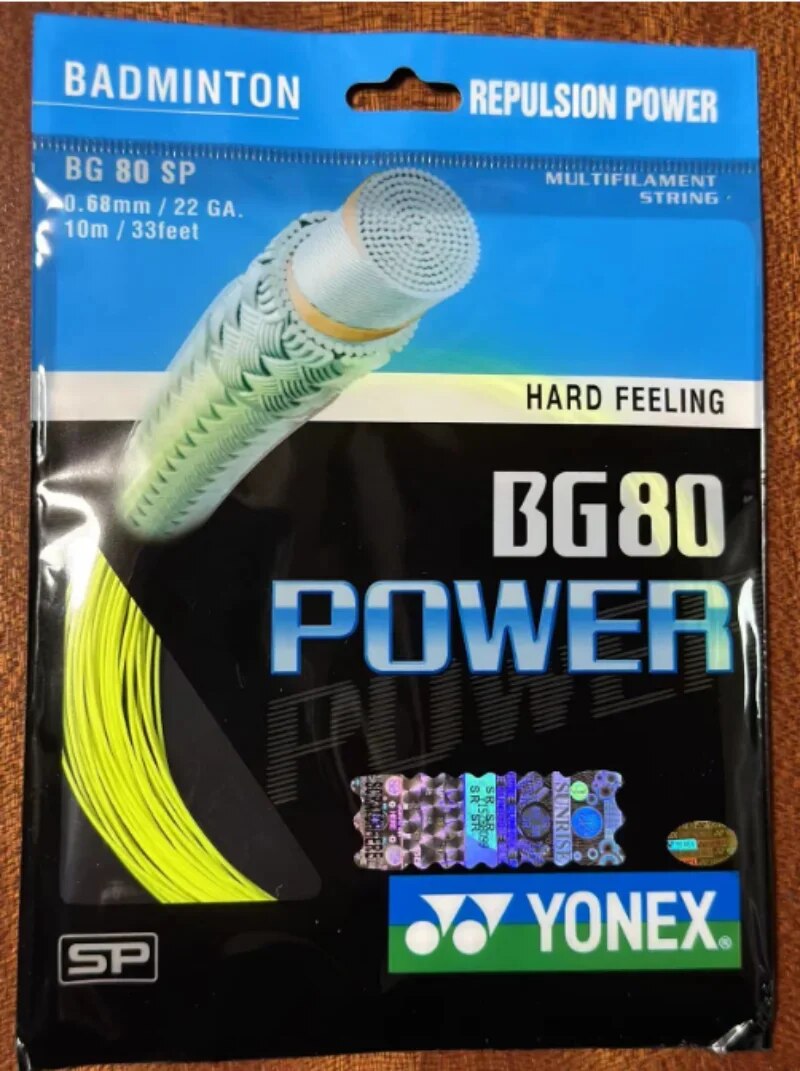 BADMINTON
REPULSION POWER
BG 80 SP
0.68mm / 22 GA.
10m / 33feet
MULTIFILAMENT
STRING
HARD FEELING
BG80
POWER
POWER
SUNRISE
YONEX®
SP